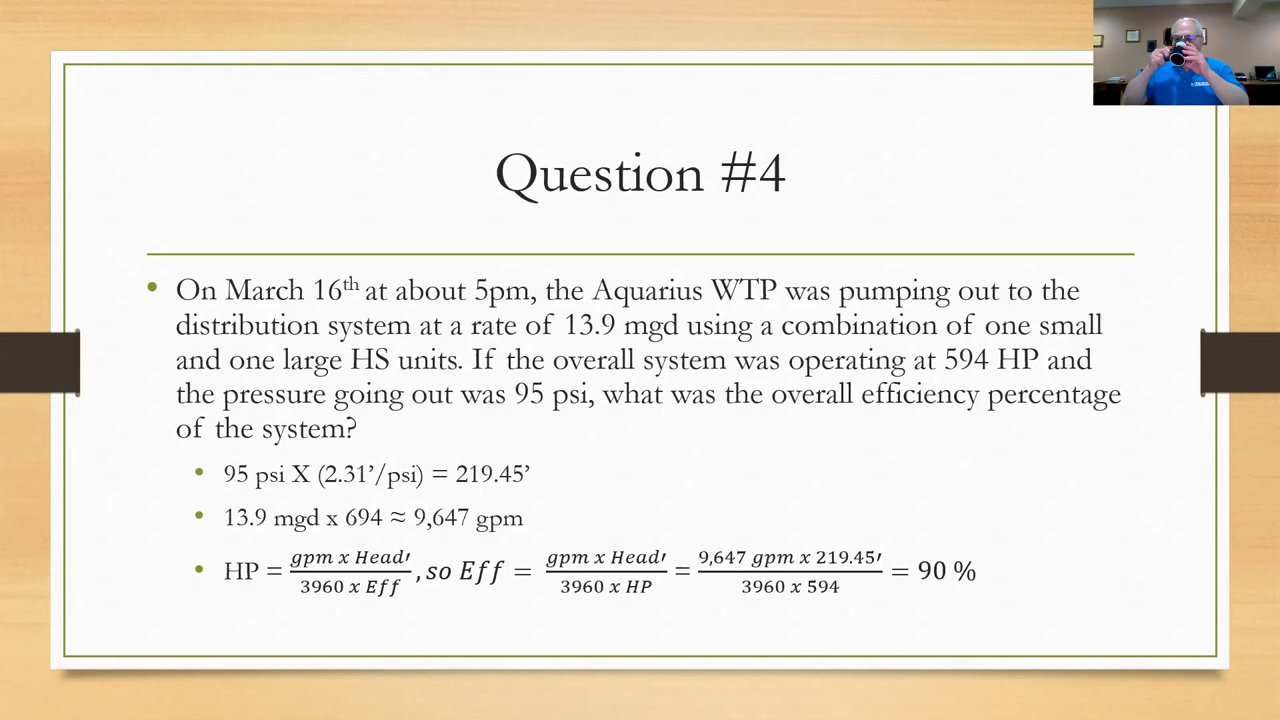 Question #4
• On March 16th at about 5pm, the Aquarius WTP was pumping out to the
distribution system at a rate of 13.9 mgd using a combination of one small
and one large HS units. If the overall system was operating at 594 HP and
the pressure going out was 95 psi, what was the overall efficiency percentage
of the system?
• 95 psi X (2.31’/psi) = 219.45’
• 13.9 mgd x 694 ≈ 9,647 gpm
• HP = gpm x Head′ / 3960 x Eff , so Eff = gpm x Head′ / 3960 x HP = 9,647 gpm x 219.45′ / 3960 x 594 = 90 %